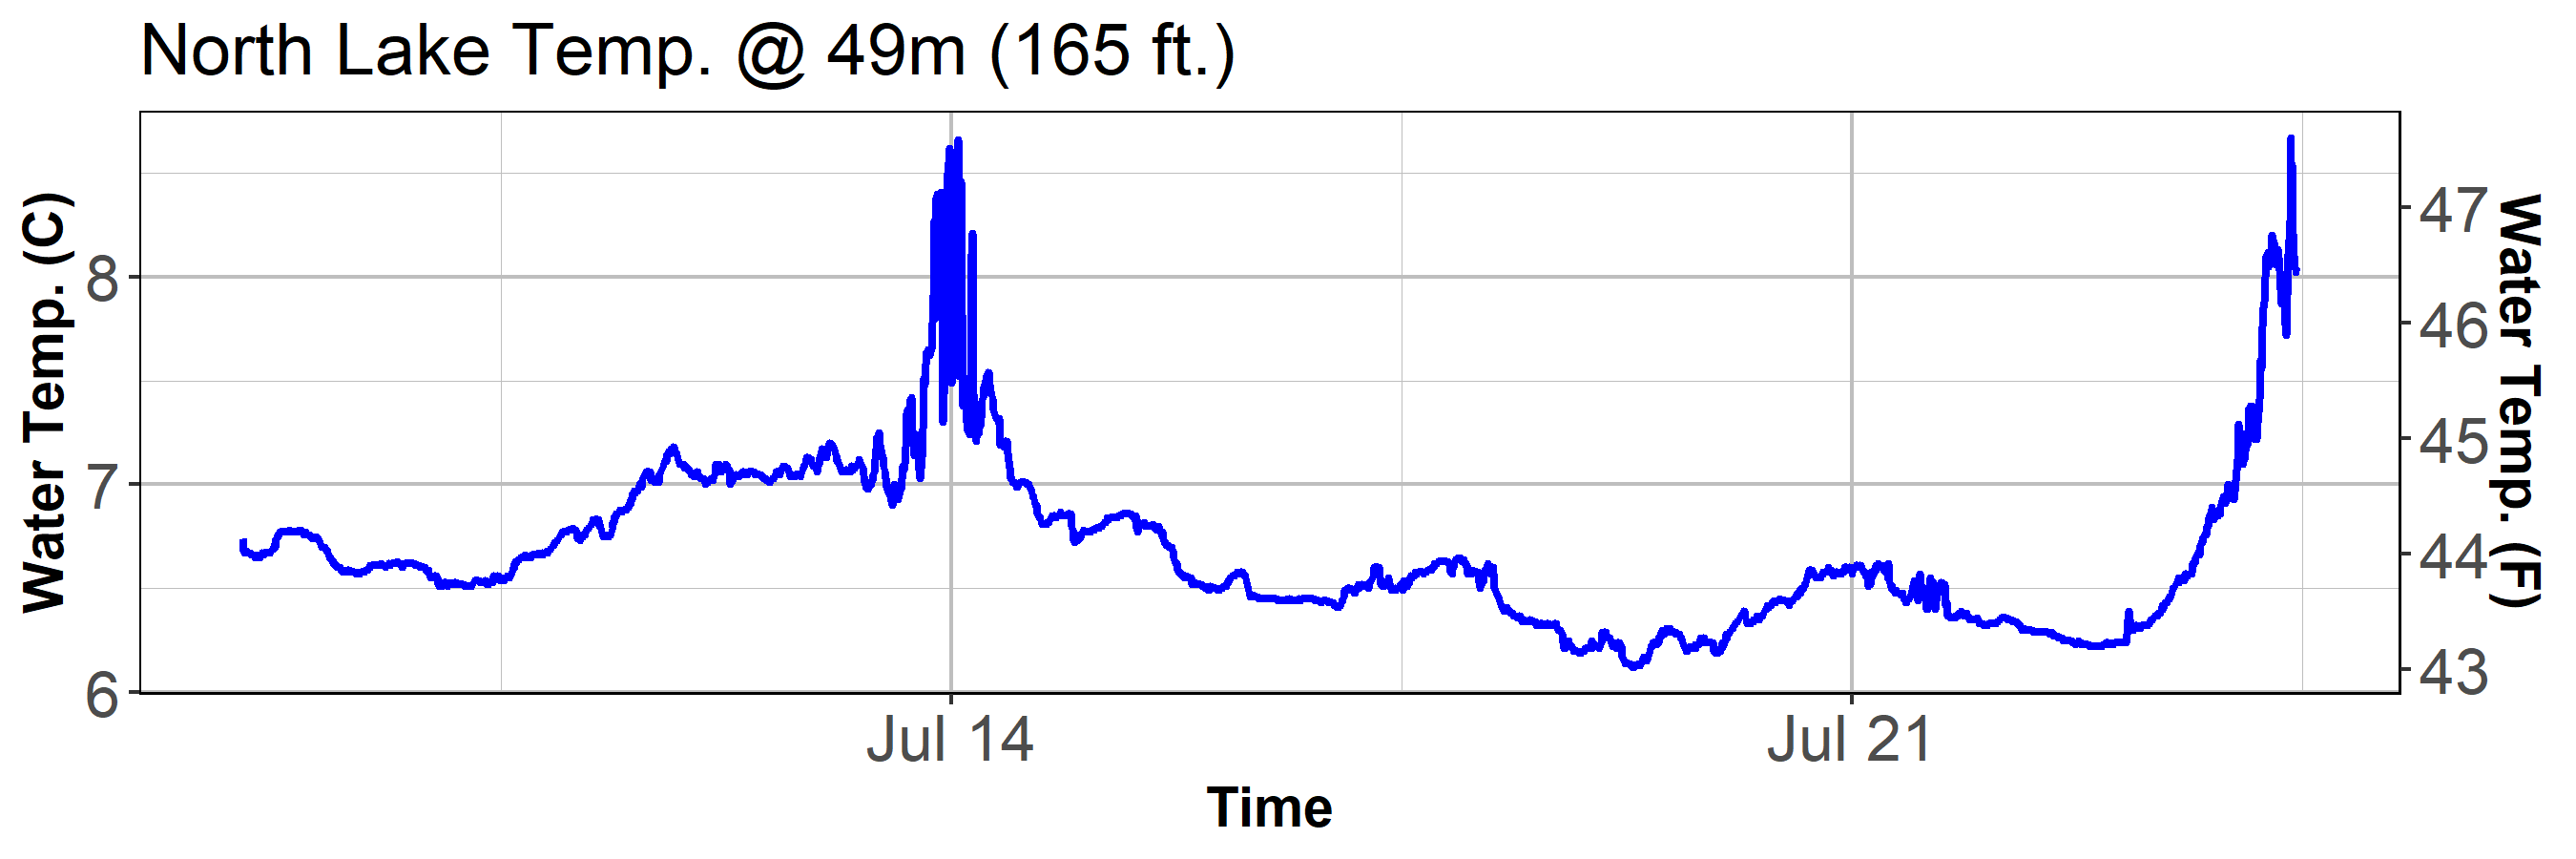 North Lake Temp. @ 49m (165 ft.)
Water Temp. (C)
8
7
6
47
46
45
44
43
Water Temp. (F)
Jul 14
Jul 21
Time